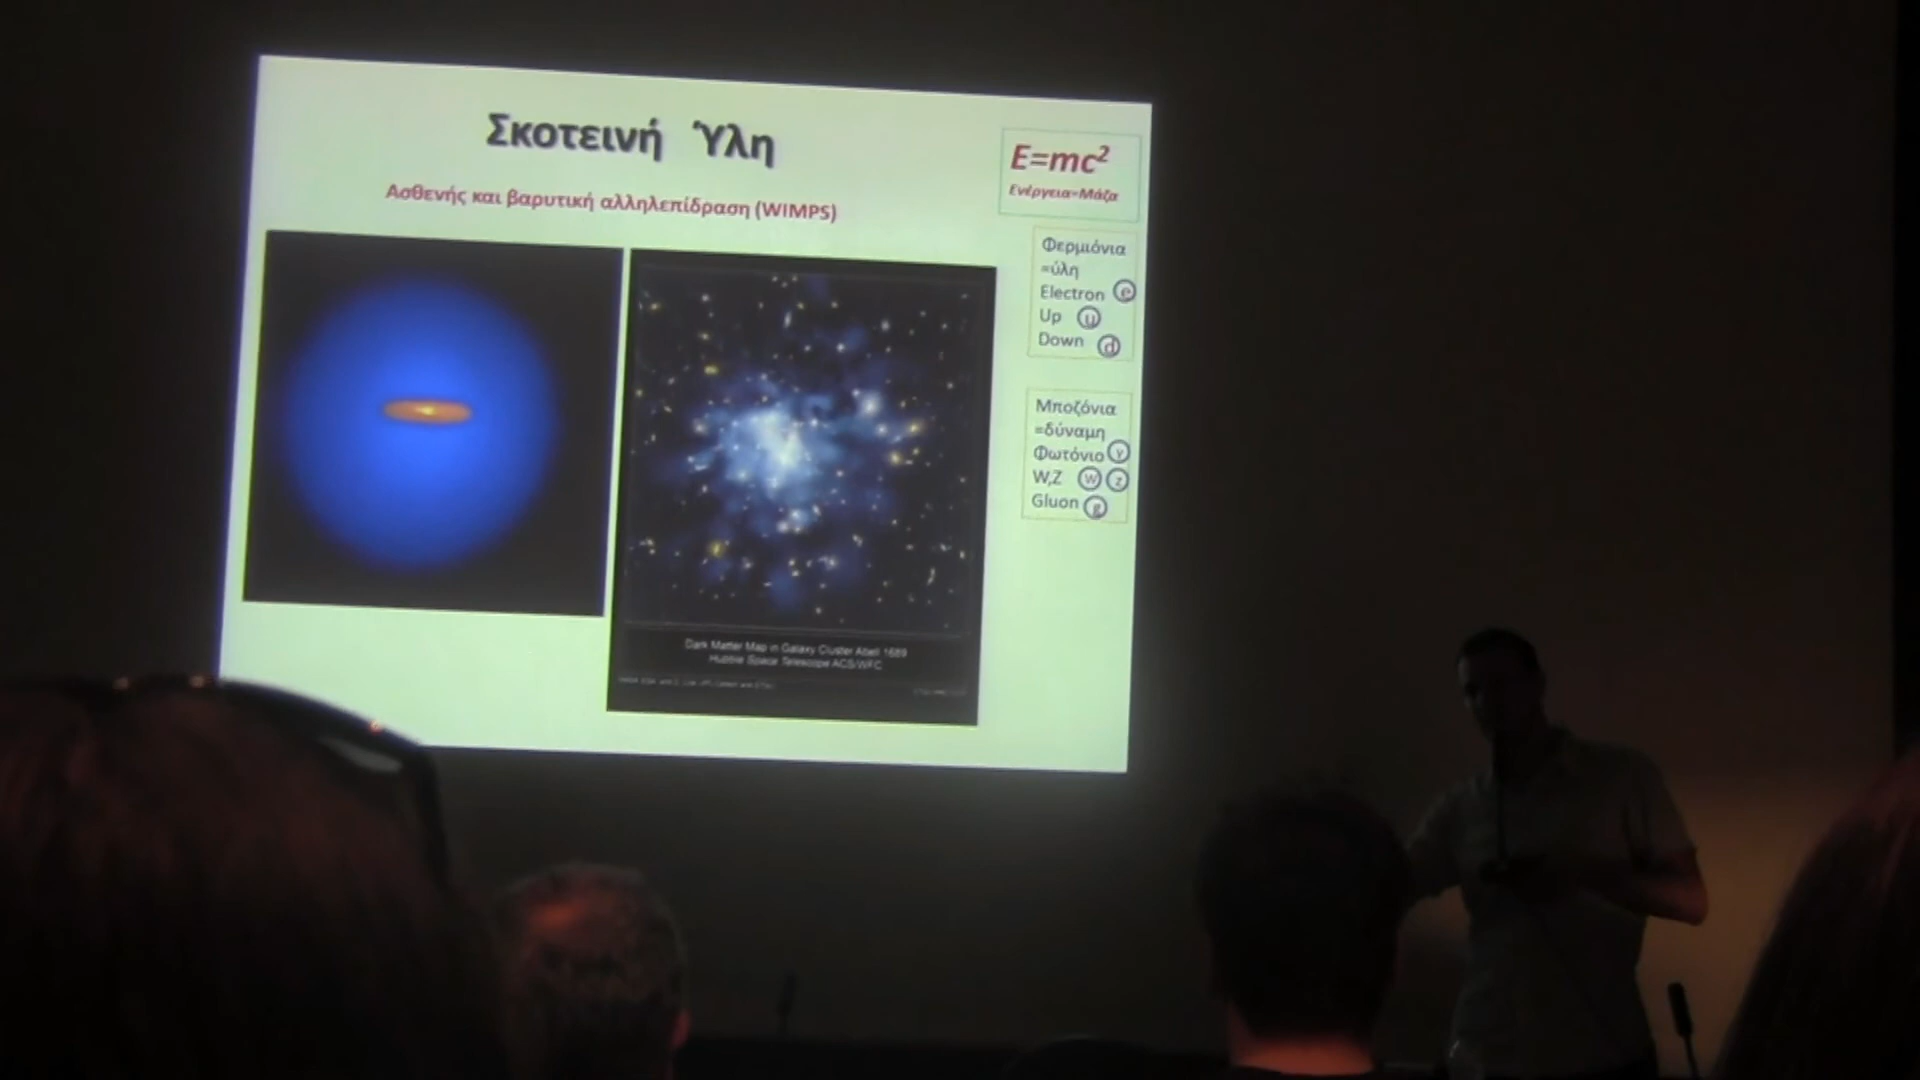 Σκοτεινή Ύλη
Ασθενής και βαρυτική αλληλεπίδραση (WIMPS)
E=mc²
Ενέργεια=Μάζα
Φερμιόνια
=ύλη
Electron e
Up u
Down d
Μποζόνια
=δύναμη
Φωτόνιο γ
W,Z W Z
Gluon g
Dark Matter Map in Galaxy Cluster Abell 1689
Hubble Space Telescope ACS/WFC